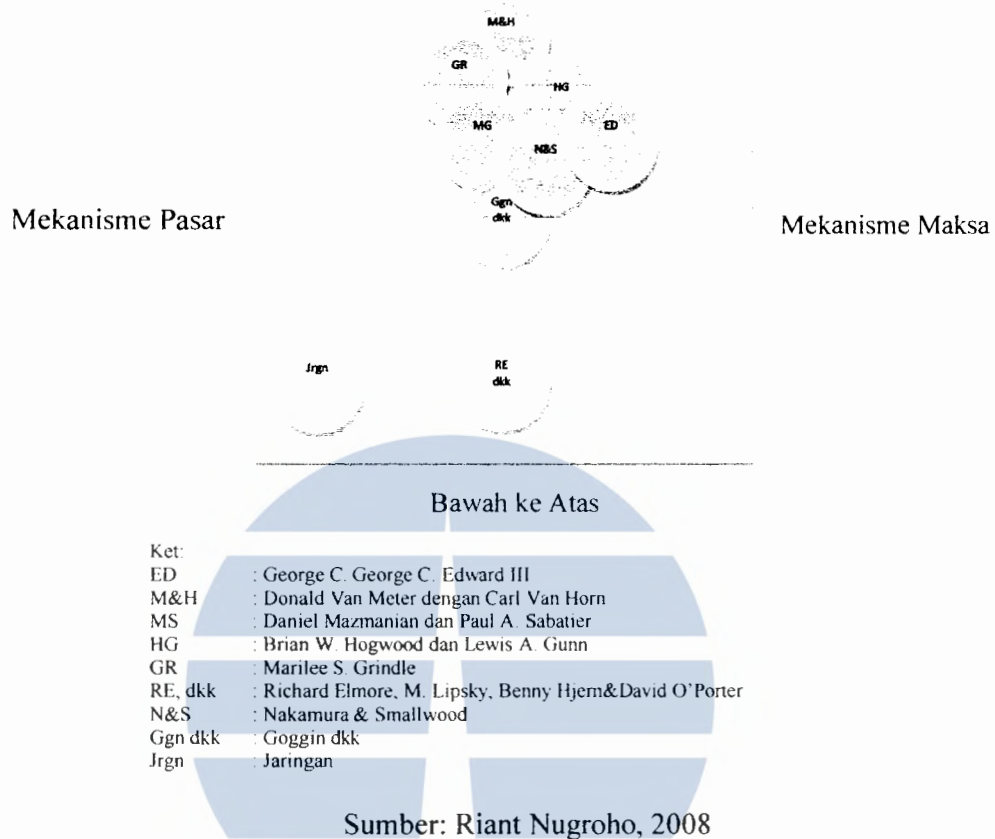 M&H
GR
HG
MG
ED
N&S
Ggn
dkk
Mekanisme Pasar
Mekanisme Maksa
Jrgn
RE
dkk
Bawah ke Atas
Ket:
ED : George C. George C. Edward III
M&H : Donald Van Meter dengan Carl Van Horn
MS : Daniel Mazmanian dan Paul A. Sabatier
HG : Brian W. Hogwood dan Lewis A. Gunn
GR : Marilee S. Grindle
RE, dkk : Richard Elmore, M. Lipsky, Benny Hjern&David O'Porter
N&S : Nakamura & Smallwood
Ggn dkk : Goggin dkk
Jrgn : Jaringan
Sumber: Riant Nugroho, 2008